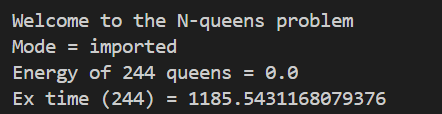 Welcome to the N-queens problem
Mode = imported
Energy of 244 queens = 0.0
Ex time (244) = 1185.5431168079376